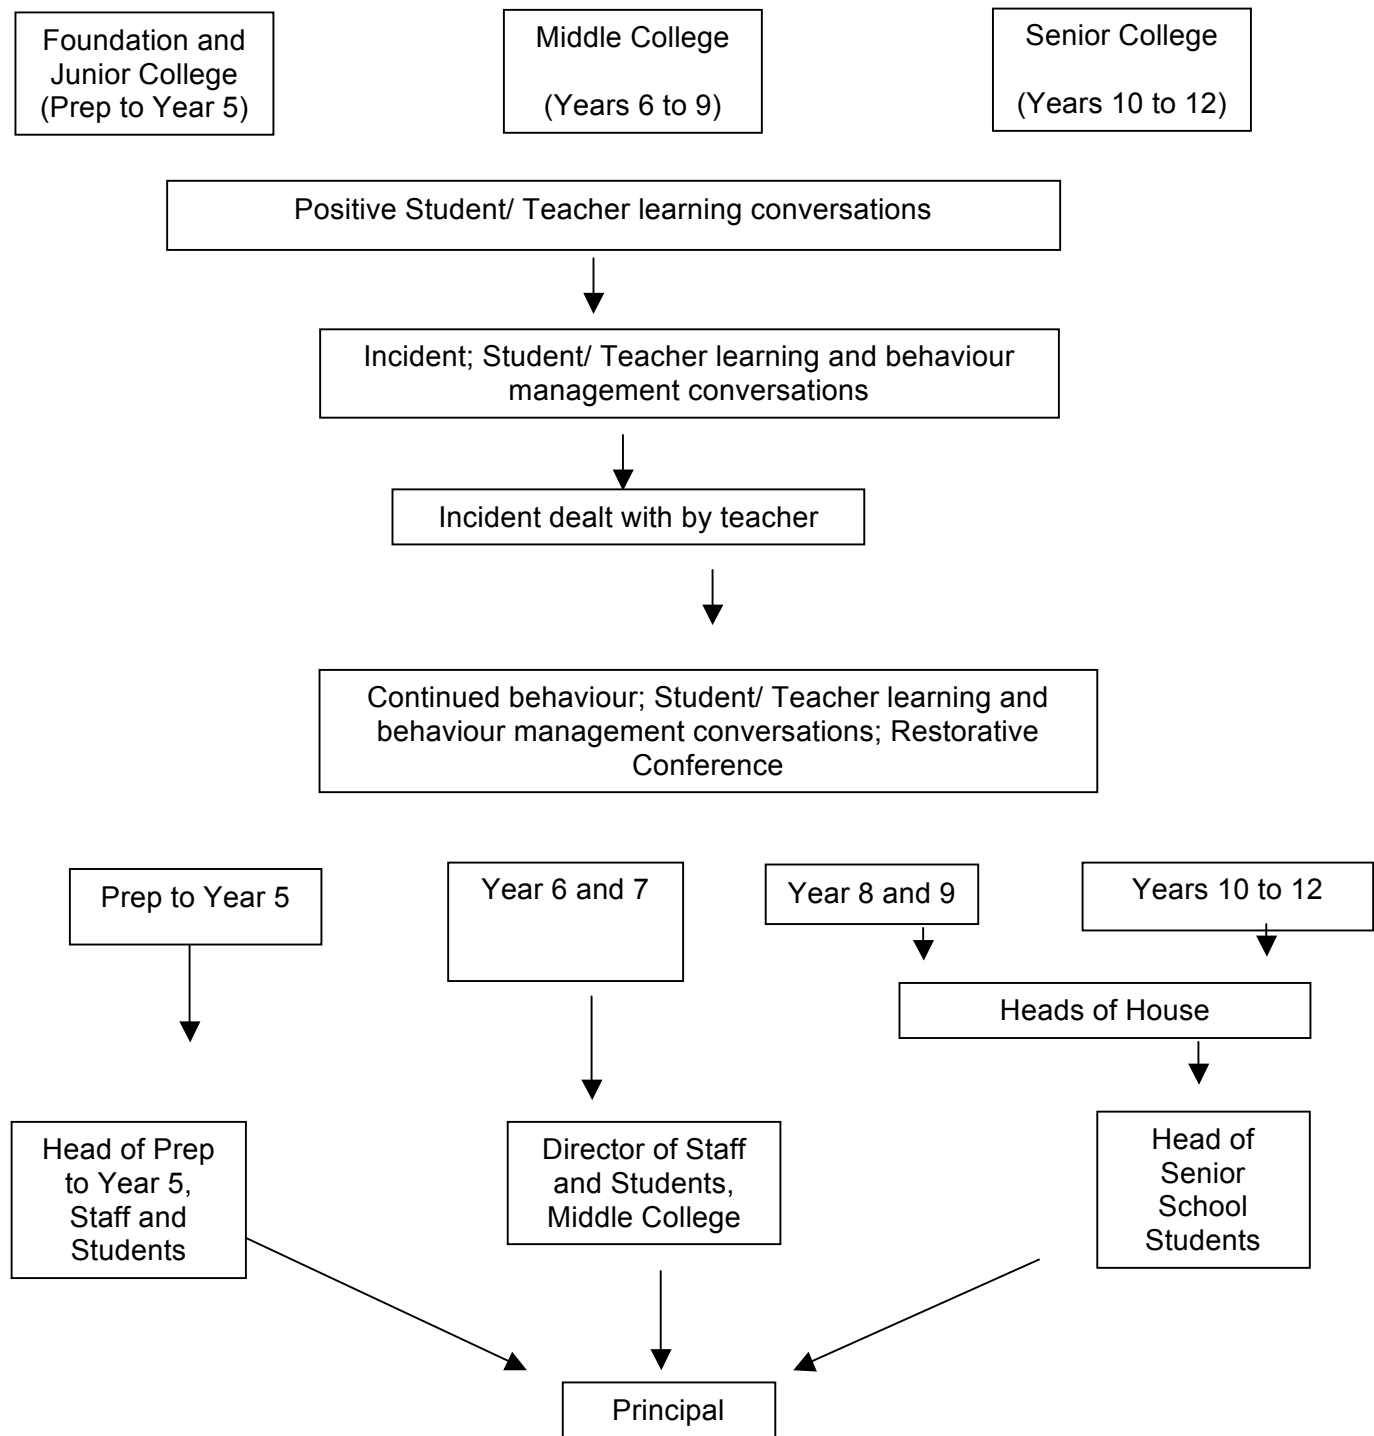 Foundation and
Junior College
(Prep to Year 5)
Middle College
(Years 6 to 9)
Senior College
(Years 10 to 12)
Positive Student/ Teacher learning conversations
Incident; Student/ Teacher learning and behaviour
management conversations
Incident dealt with by teacher
Continued behaviour; Student/ Teacher learning and
behaviour management conversations; Restorative
Conference
Prep to Year 5
Year 6 and 7
Year 8 and 9
Years 10 to 12
Heads of House
Head of Prep
to Year 5,
Staff and
Students
Director of Staff
and Students,
Middle College
Head of
Senior
School
Students
Principal